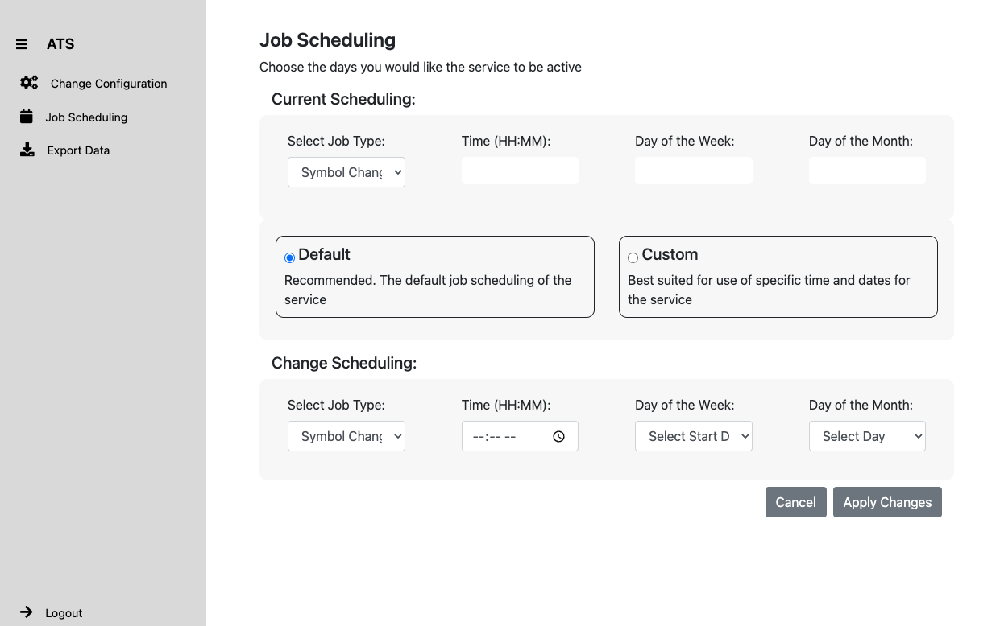 ATS
Change Configuration
Job Scheduling
Export Data
Logout
Job Scheduling
Choose the days you would like the service to be active
Current Scheduling:
Select Job Type: Time (HH:MM): Day of the Week: Day of the Month:
Symbol Chang
Default
Recommended. The default job scheduling of the
service
Custom
Best suited for use of specific time and dates for
the service
Change Scheduling:
Select Job Type: Time (HH:MM): Day of the Week: Day of the Month:
Symbol Chang --:-- -- Select Start D Select Day
Cancel Apply Changes